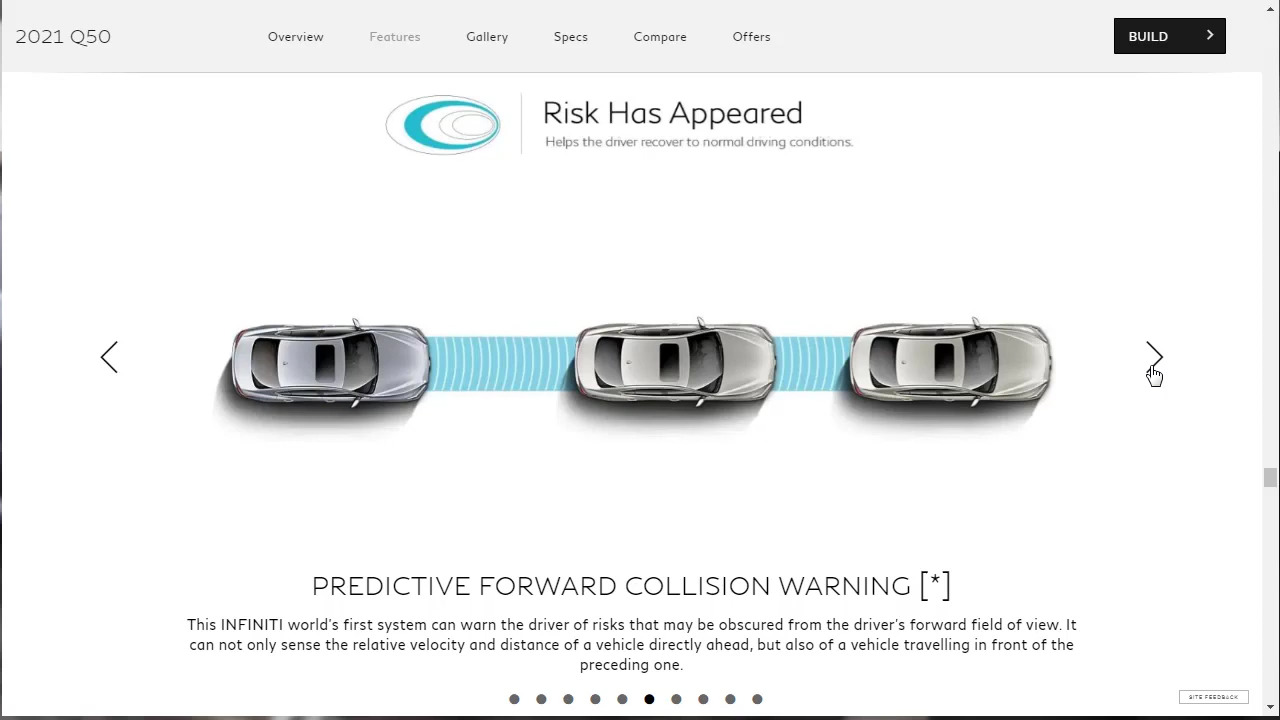 2021 Q50
Overview
Features
Gallery
Specs
Compare
Offers
BUILD
Risk Has Appeared
Helps the driver recover to normal driving conditions.
PREDICTIVE FORWARD COLLISION WARNING [*]
This INFINITI world's first system can warn the driver of risks that may be obscured from the driver's forward field of view. It
can not only sense the relative velocity and distance of a vehicle directly ahead, but also of a vehicle travelling in front of the
preceding one.
SITE FEEDBACK